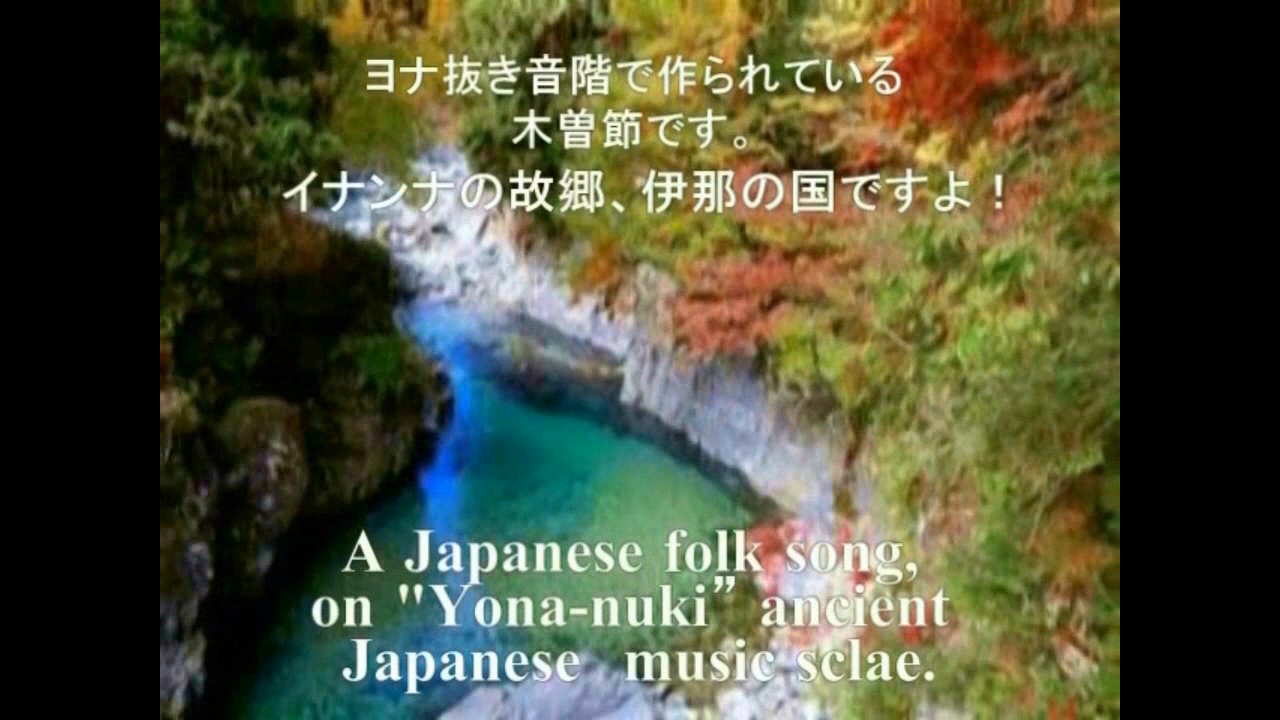 ヨナ抜き音階で作られている
木曽節です。
イナンナの故郷、伊那の国ですよ！
A Japanese folk song,
on "Yona-nuki” ancient
Japanese music sclae.